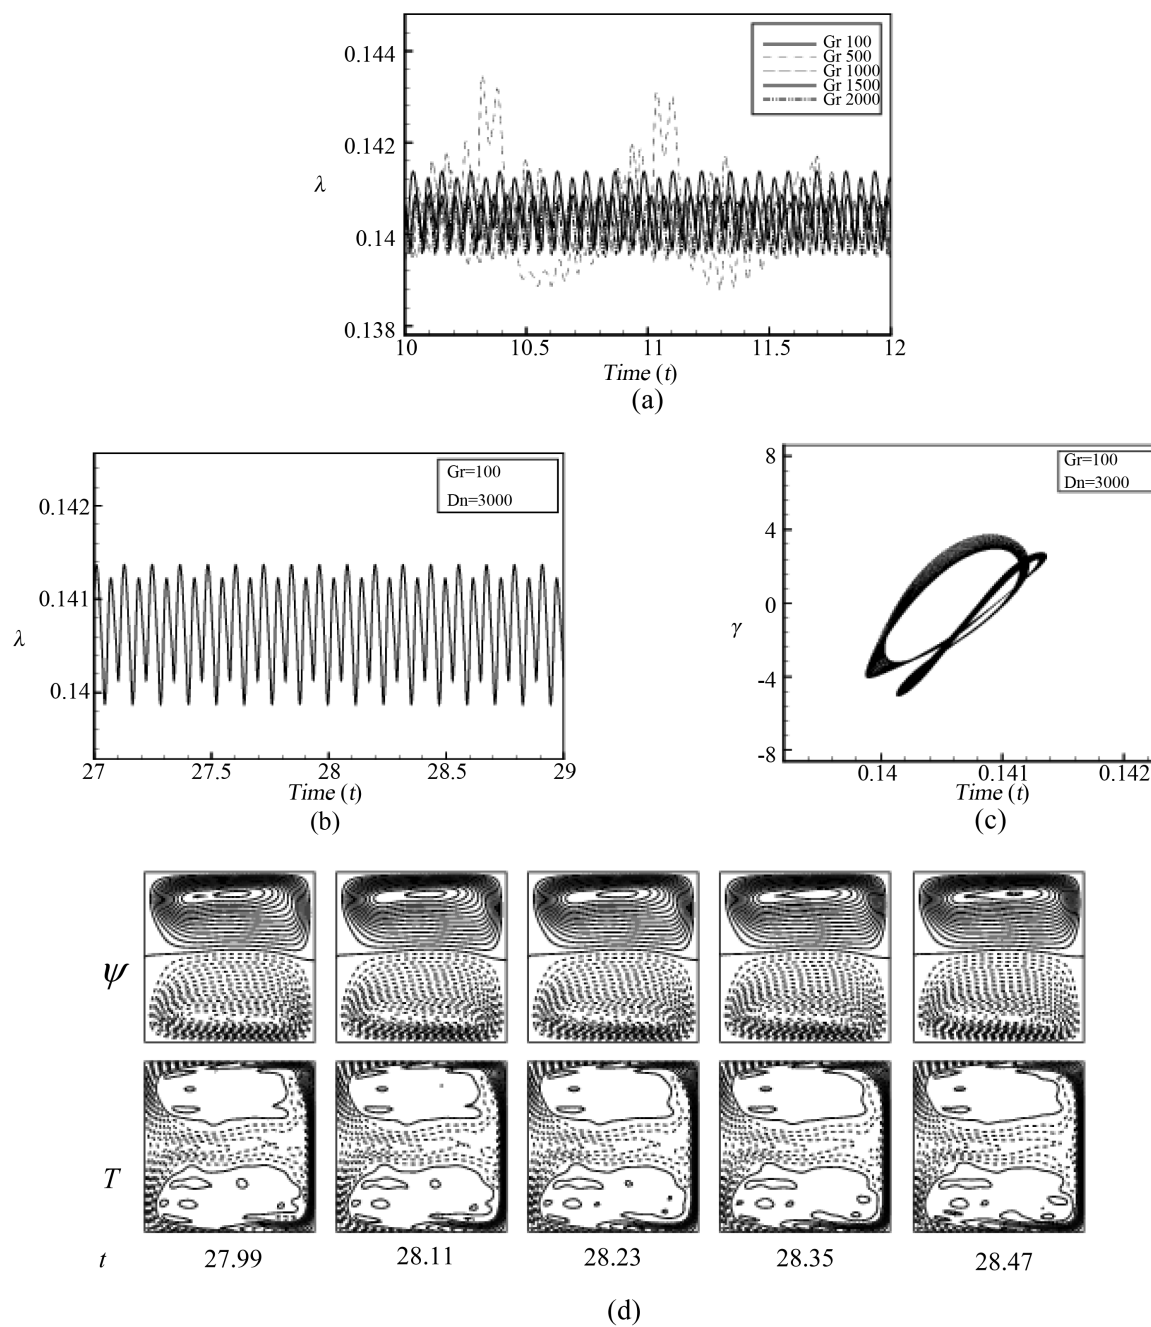 0.144
0.142
0.14
0.138
λ
Gr 100
Gr 500
Gr 1000
Gr 1500
Gr 2000
10 10.5 11 11.5 12
Time (t)
(a)
0.142
0.141
0.14
λ
Gr=100
Dn=3000
27 27.5 28 28.5 29
Time (t)
(b)
8
4
0
-4
-8
γ
Gr=100
Dn=3000
0.14 0.141 0.142
Time (t)
(c)
ψ
T
t 27.99 28.11 28.23 28.35 28.47
(d)